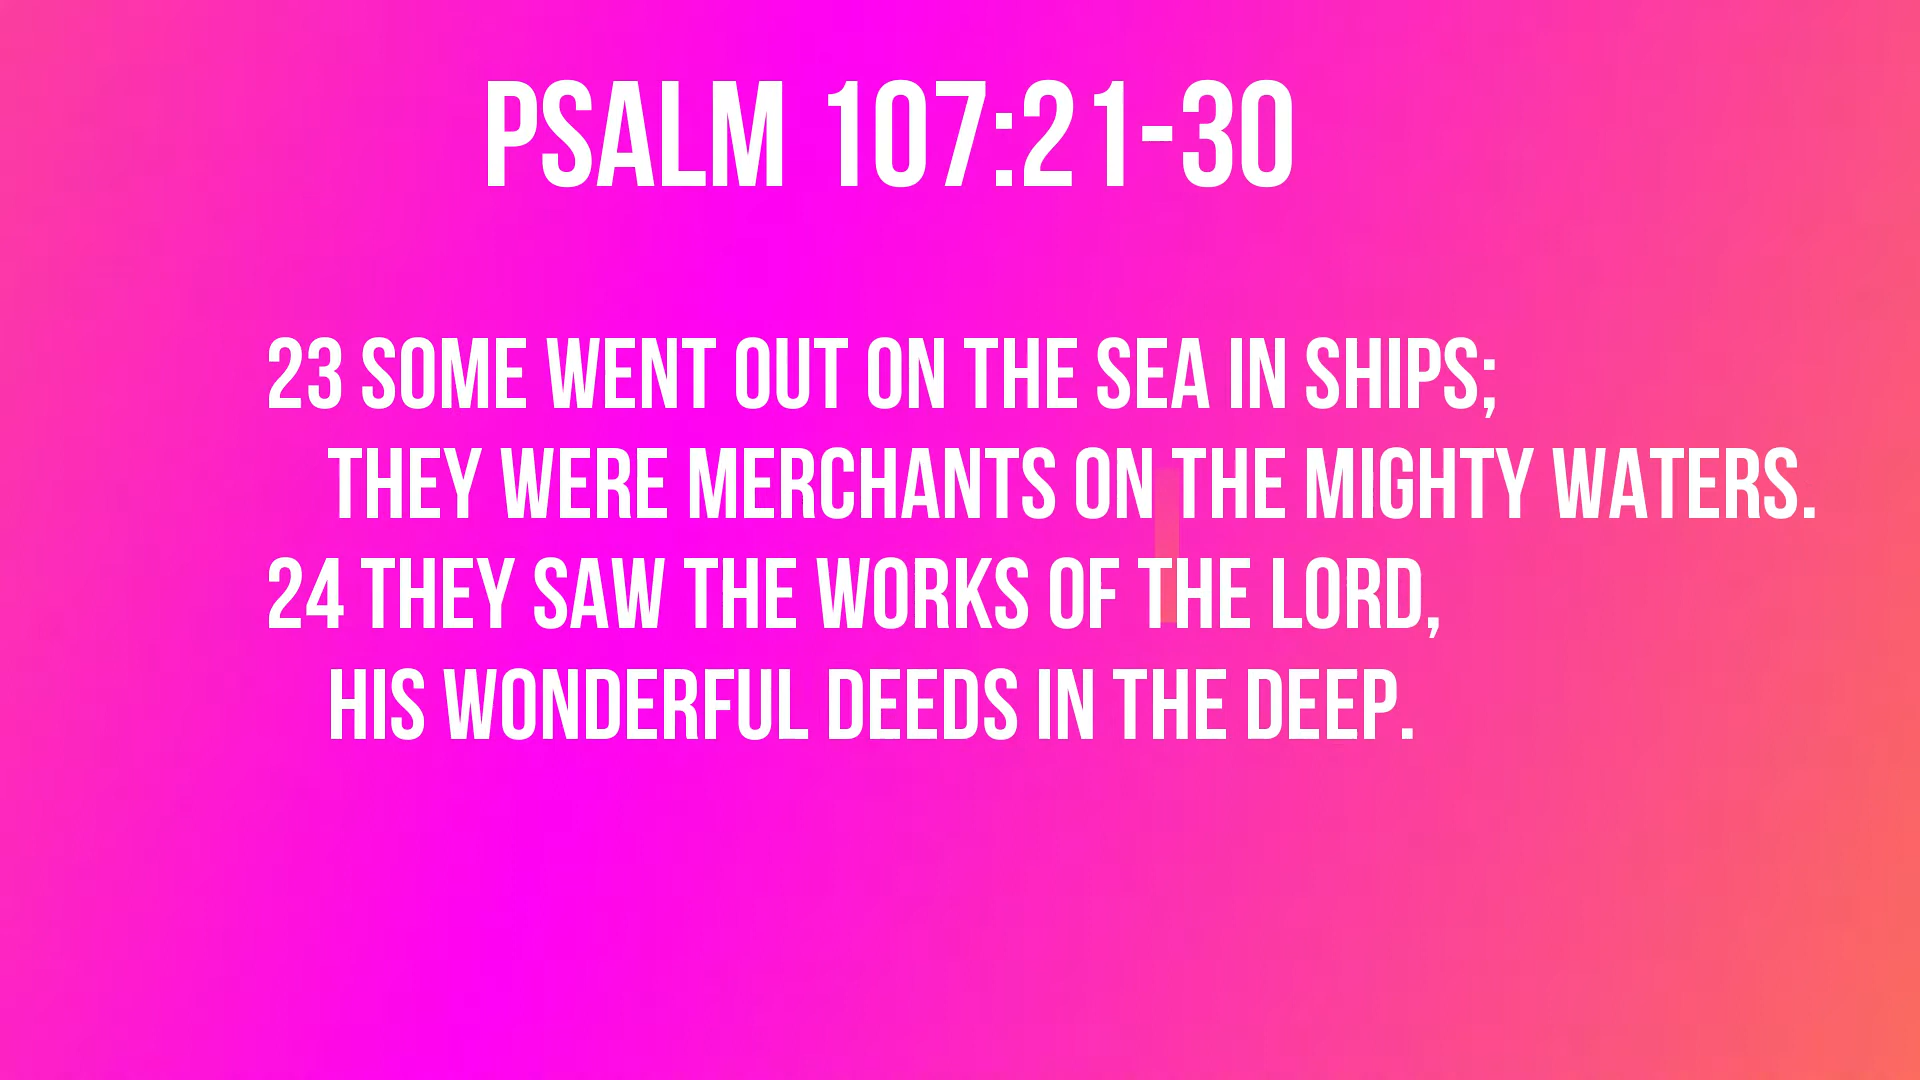 PSALM 107:21-30
23 SOME WENT OUT ON THE SEA IN SHIPS;
THEY WERE MERCHANTS ON THE MIGHTY WATERS.
24 THEY SAW THE WORKS OF THE LORD,
HIS WONDERFUL DEEDS IN THE DEEP.